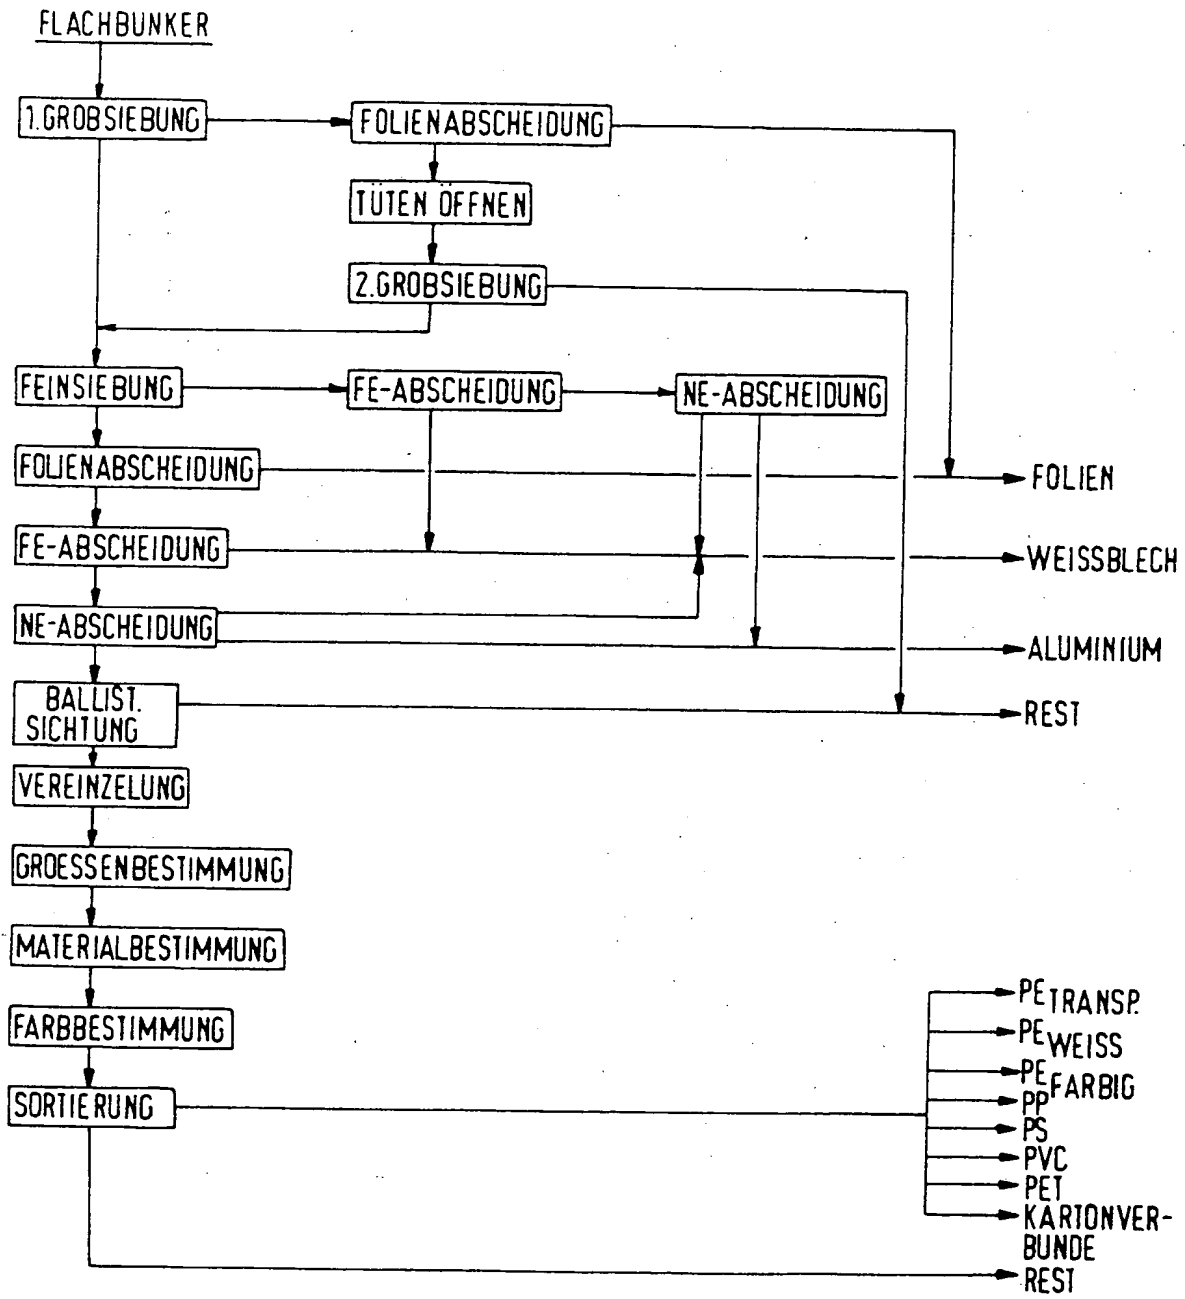 FLACHBUNKER
1.GROBSIEBUNG
FOLIENABSCHEIDUNG
TÜTEN ÖFFNEN
2.GROBSIEBUNG
FEINSIEBUNG
FE-ABSCHEIDUNG
NE-ABSCHEIDUNG
FOLIENABSCHEIDUNG
FOLIEN
FE-ABSCHEIDUNG
WEISSBLECH
NE-ABSCHEIDUNG
ALUMINIUM
BALLIST.
SICHTUNG
REST
VEREINZELUNG
GROESSENBESTIMMUNG
MATERIALBESTIMMUNG
FARBBESTIMMUNG
SORTIERUNG
PE TRANSP.
PE WEISS
PE FARBIG
PP
PS
PVC
PET
KARTONVER-
BUNDE
REST